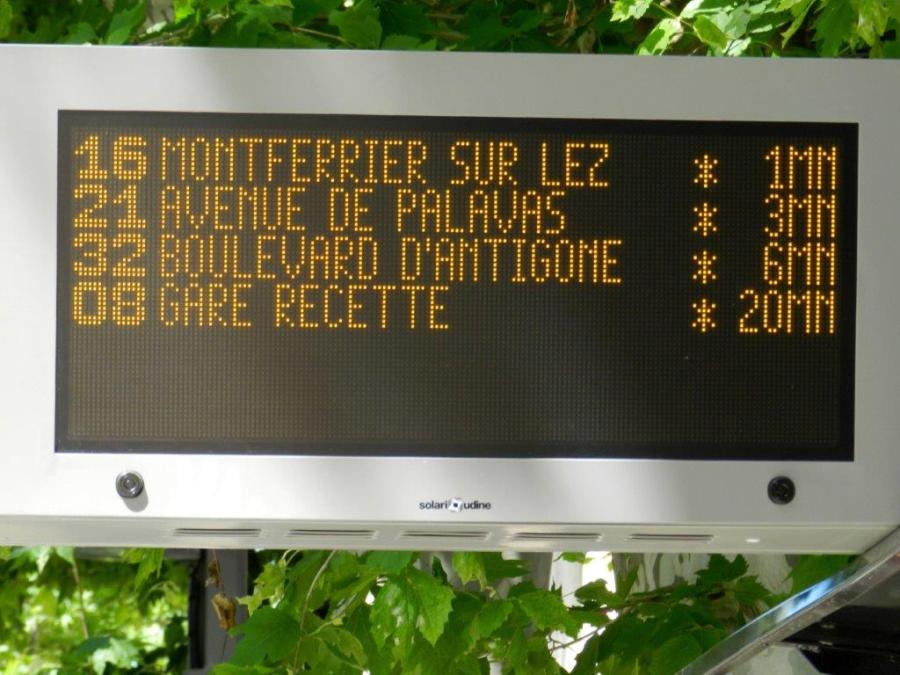 16 MONTFERRIER SUR LEZ * 1MN
21 AVENUE DE PALAVAS * 3MN
32 BOULEVARD D'ANTIGONE * 6MN
08 GARE RECETTE * 20MN
solari udine